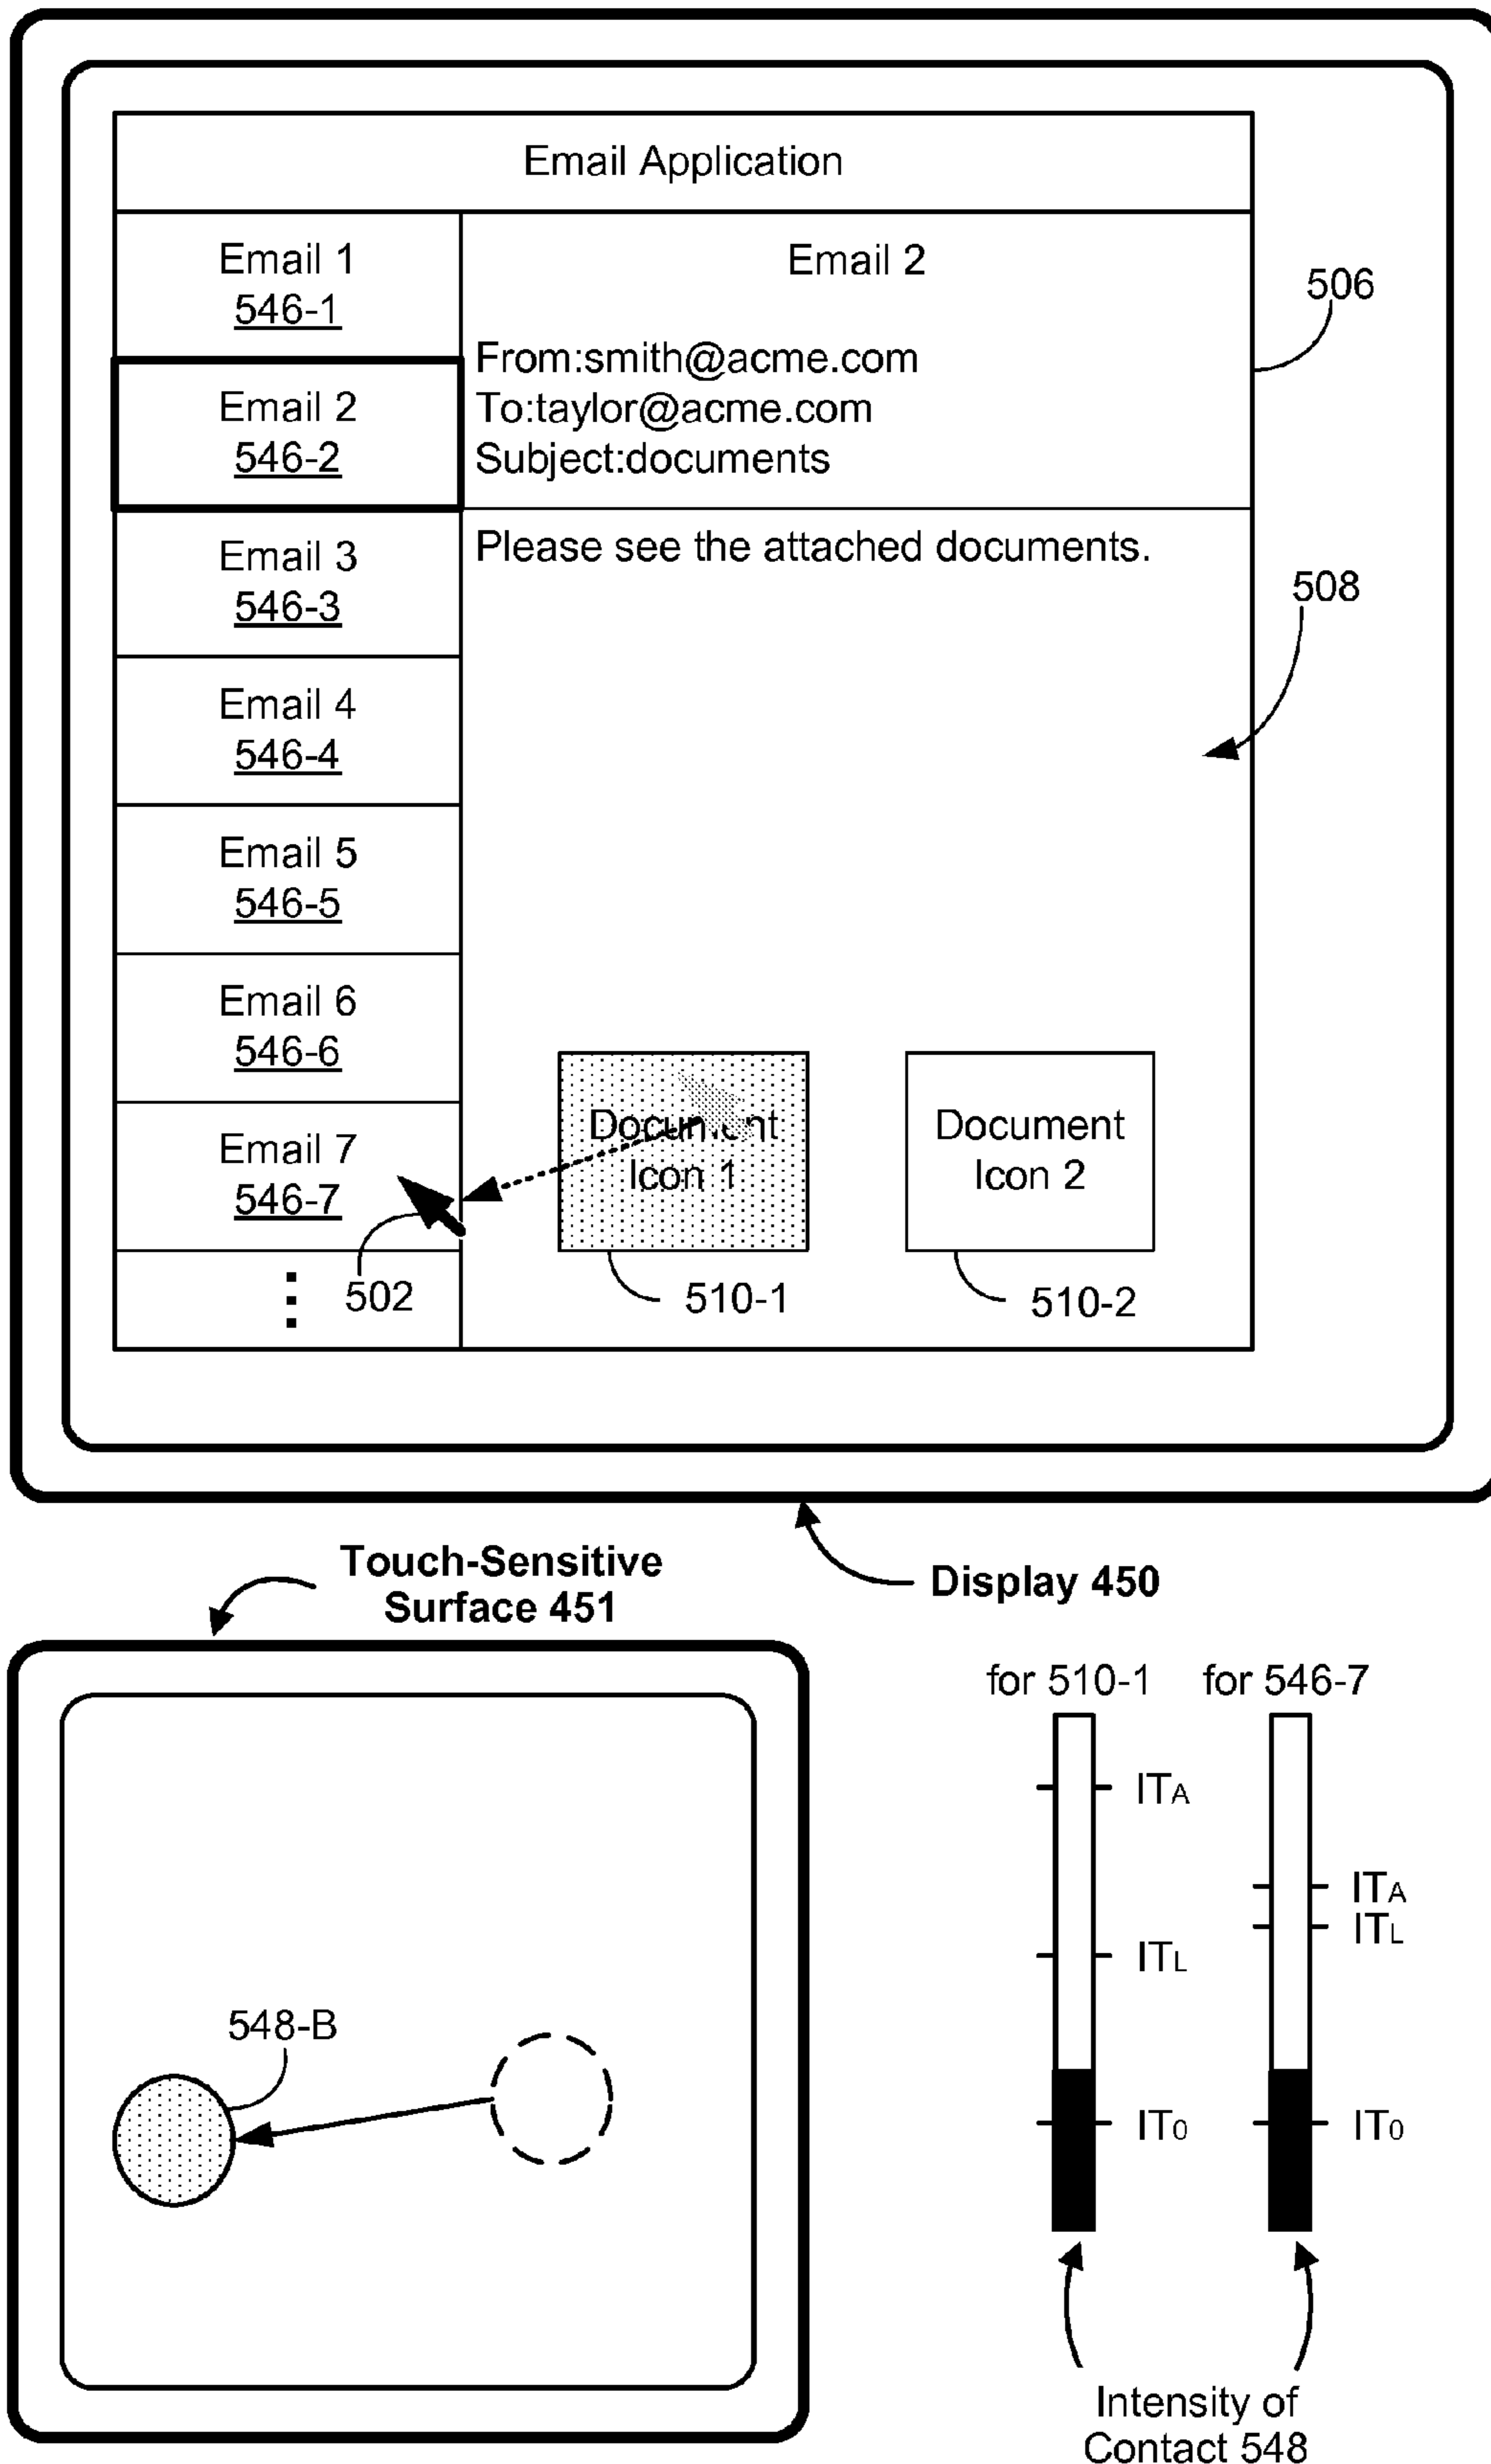 Email Application
Email 1
546-1
Email 2
546-2
Email 3
546-3
Email 4
546-4
Email 5
546-5
Email 6
546-6
Email 7
546-7
Email 2
From:smith@acme.com
To:taylor@acme.com
Subject:documents
Please see the attached documents.
Document
Icon 1
Document
Icon 2
502
510-1
510-2
506
508
Touch-Sensitive
Surface 451
Display 450
548-B
for 510-1
ITA
ITL
IT0
for 546-7
ITA
ITL
IT0
Intensity of
Contact 548